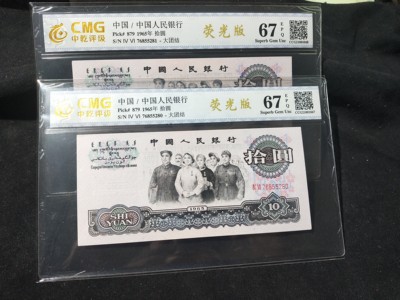 CMG
中乾评级
中国 / 中国人民银行
Pick# 879 1965年 拾圆
S/N IV VI 76855281 - 大团结
荧光版
67 EPQ
Superb Gem Unc
CMG
中乾评级
中国 / 中国人民银行
Pick# 879 1965年 拾圆
S/N IV VI 76855280 - 大团结
荧光版
67 EPQ
Superb Gem Unc
中国人民银行
拾圆
SHI
YUAN
1965
10